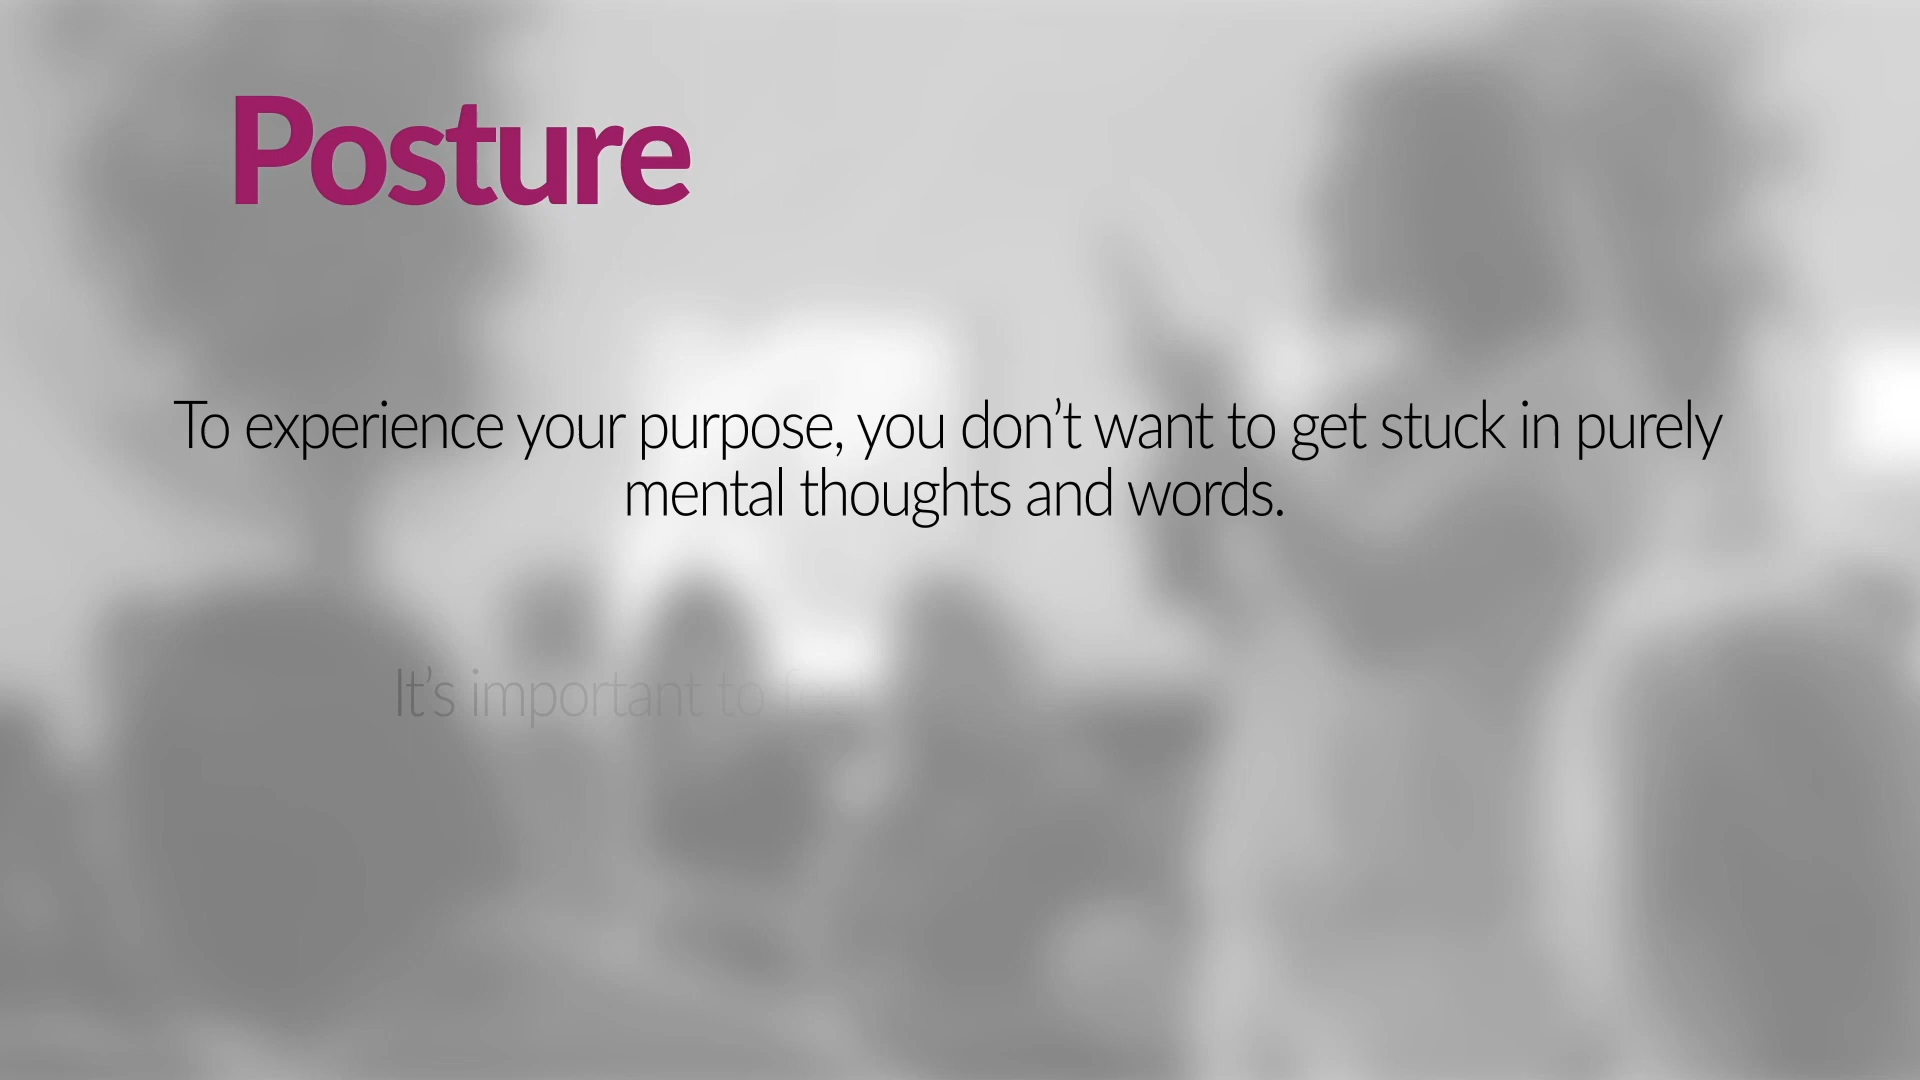 Posture
To experience your purpose, you don’t want to get stuck in purely
mental thoughts and words.
It’s important to feel